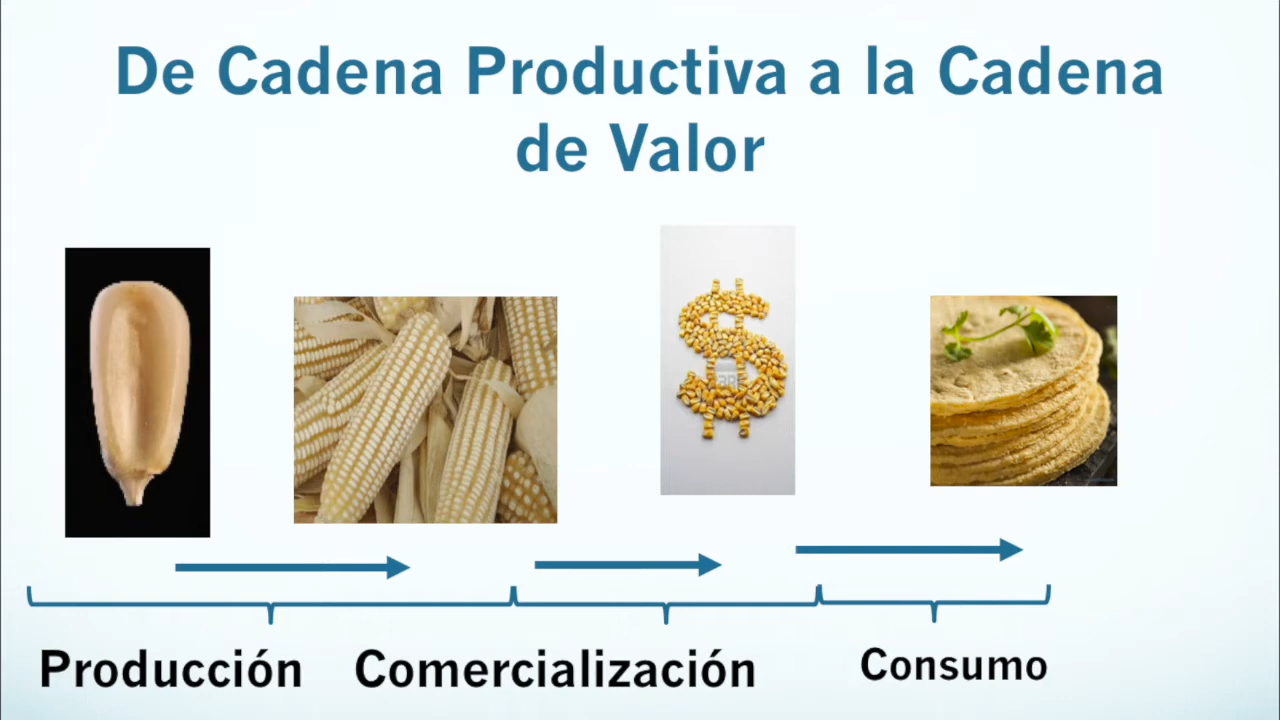 De Cadena Productiva a la Cadena
de Valor
Producción
Comercialización
Consumo